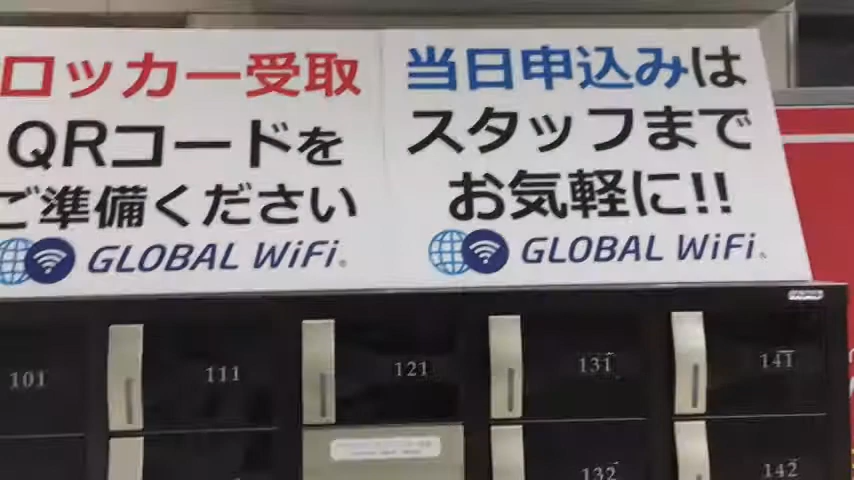 ロッカー受取
QRコードを
ご準備ください
GLOBAL WiFi®
当日申込みは
スタッフまで
お気軽に!!
GLOBAL WiFi®
101
111
121
131
141
132
142